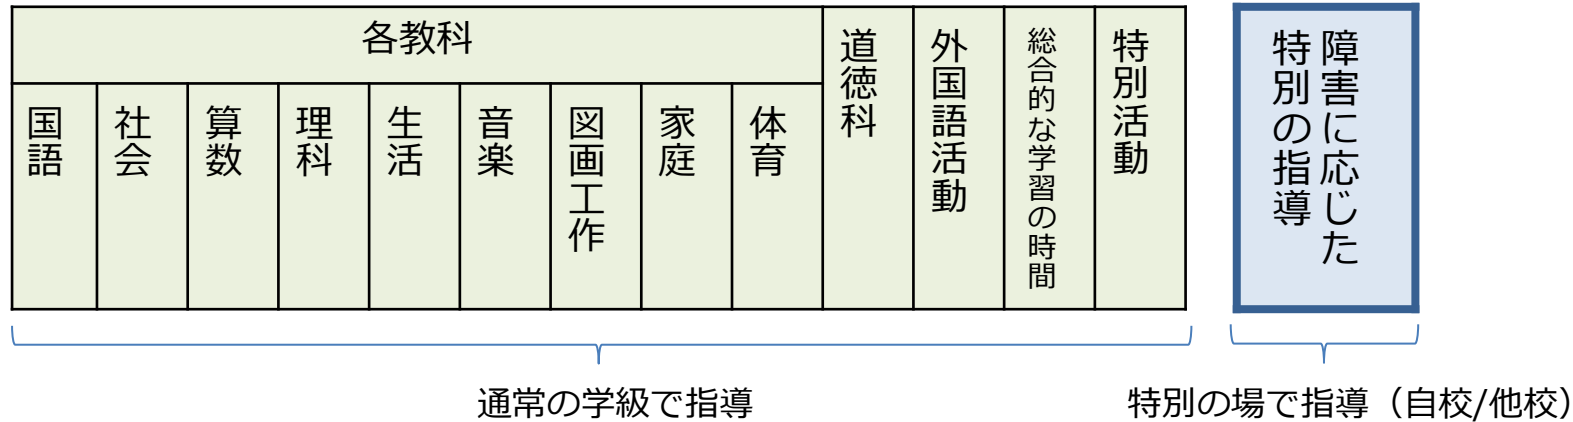 各教科
国語
社会
算数
理科
生活
音楽
図画工作
家庭
体育
道徳科
外国語活動
総合的な学習の時間
特別活動
障害に応じた
特別の指導
通常の学級で指導
特別の場で指導（自校/他校）